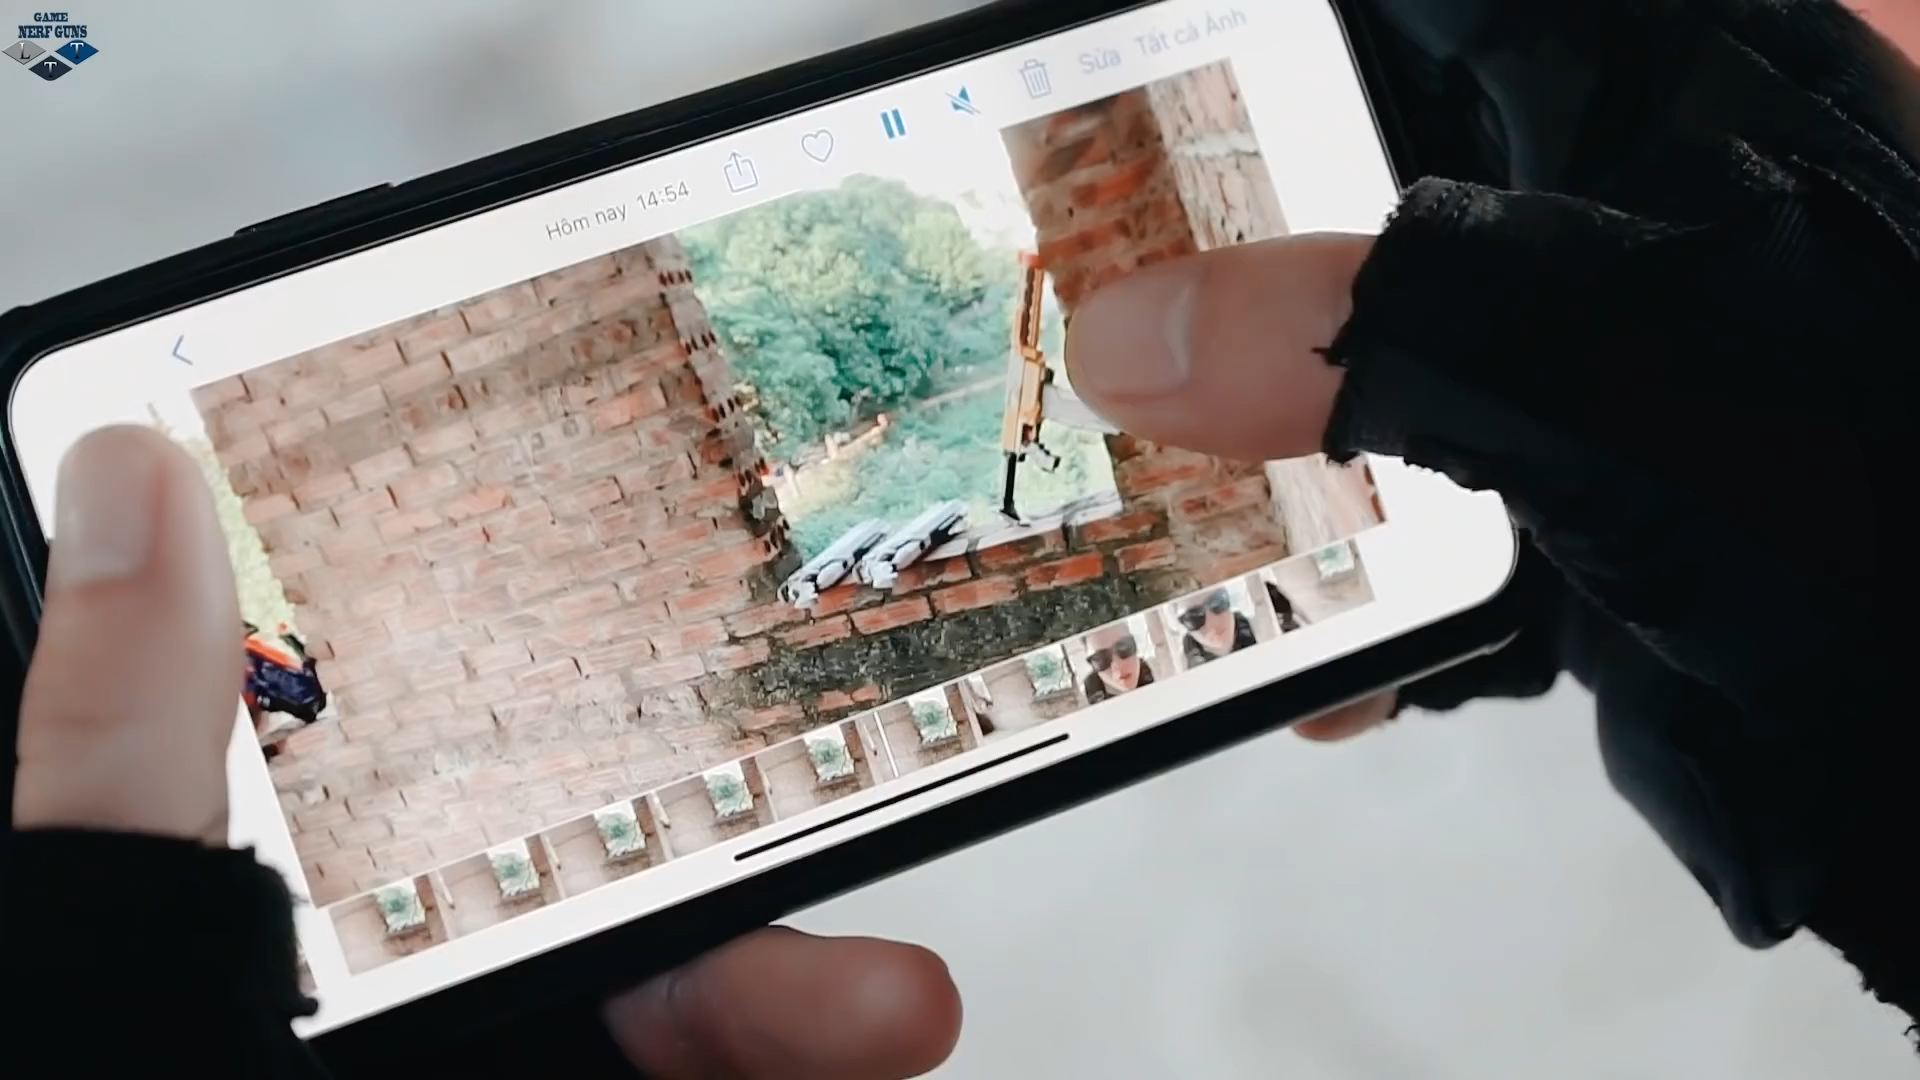 GAME
NERF GUNS
L T T
Sửa Tất cả Ảnh
Hôm nay 14:54